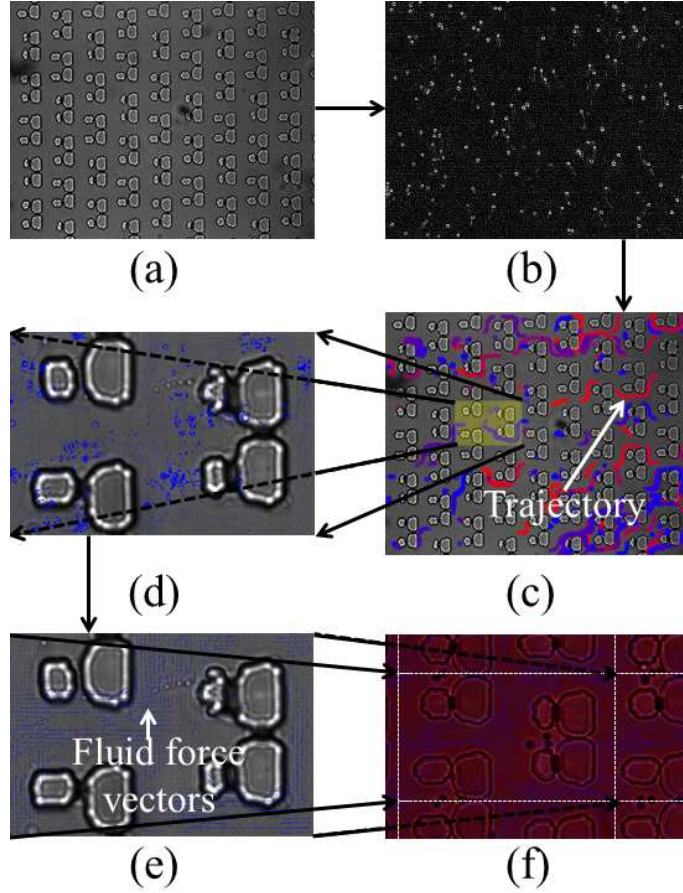 (a)
(b)
(d)
Trajectory
(c)
Fluid force
vectors
(e)
(f)